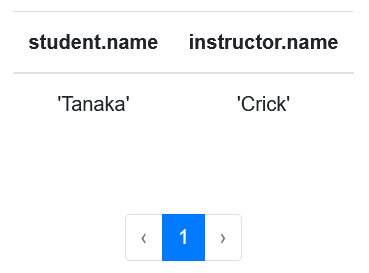 student.name instructor.name
'Tanaka' 'Crick'
‹ 1 ›